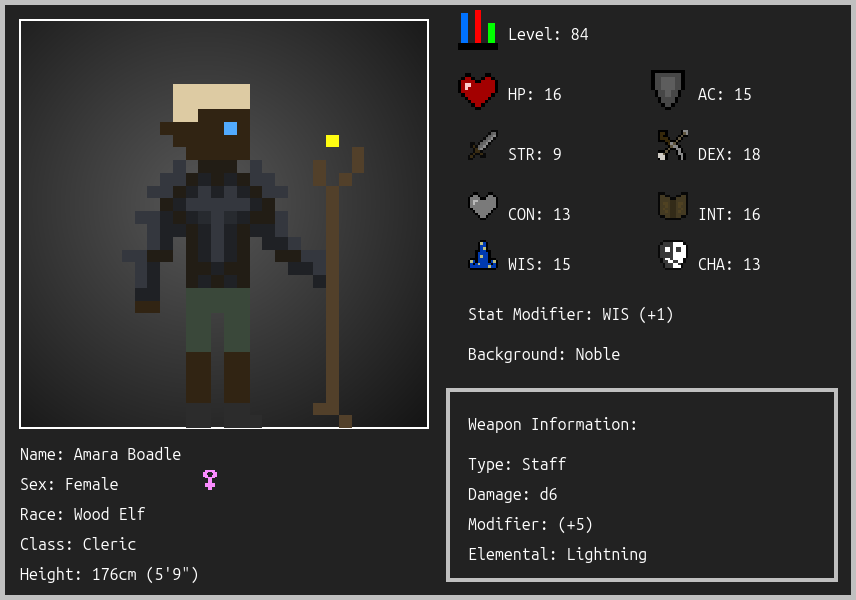 Level: 84
HP: 16
AC: 15
STR: 9
DEX: 18
CON: 13
INT: 16
WIS: 15
CHA: 13
Stat Modifier: WIS (+1)
Background: Noble
Weapon Information:
Type: Staff
Damage: d6
Modifier: (+5)
Elemental: Lightning
Name: Amara Boadle
Sex: Female
Race: Wood Elf
Class: Cleric
Height: 176cm (5'9")